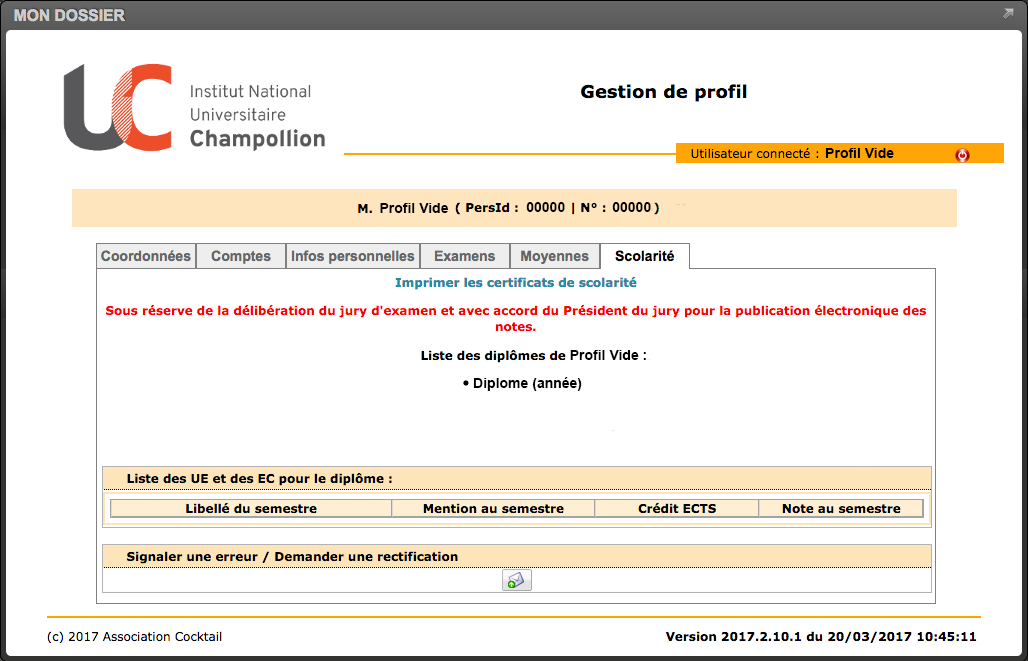 MON DOSSIER
UC
Institut National
Universitaire
Champollion
Gestion de profil
Utilisateur connecté : Profil Vide
M. Profil Vide ( PersId : 00000 | N° : 00000 )
Coordonnées Comptes Infos personnelles Examens Moyennes Scolarité
Imprimer les certificats de scolarité
Sous réserve de la délibération du jury d'examen et avec accord du Président du jury pour la publication électronique des
notes.
Liste des diplômes de Profil Vide :
• Diplome (année)
Liste des UE et des EC pour le diplôme :
Libellé du semestre Mention au semestre Crédit ECTS Note au semestre
Signaler une erreur / Demander une rectification
(c) 2017 Association Cocktail
Version 2017.2.10.1 du 20/03/2017 10:45:11